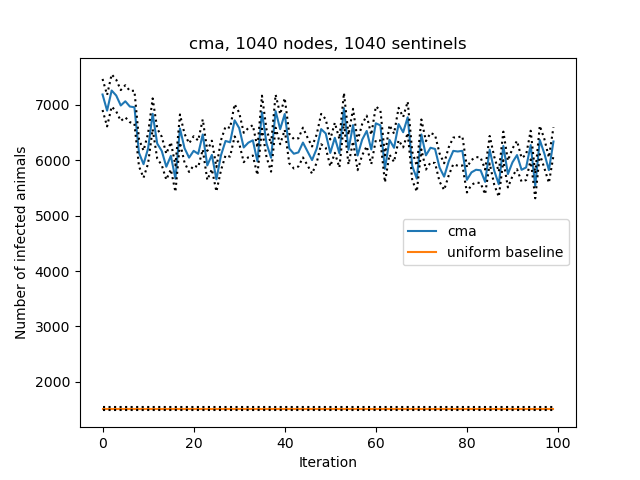 cma, 1040 nodes, 1040 sentinels
Number of infected animals
7000
6000
5000
4000
3000
2000
cma
uniform baseline
0 20 40 60 80 100
Iteration